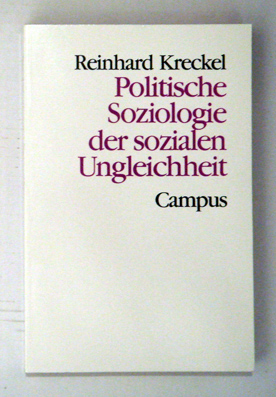 Reinhard Kreckel
Politische
Soziologie
der sozialen
Ungleichheit
Campus